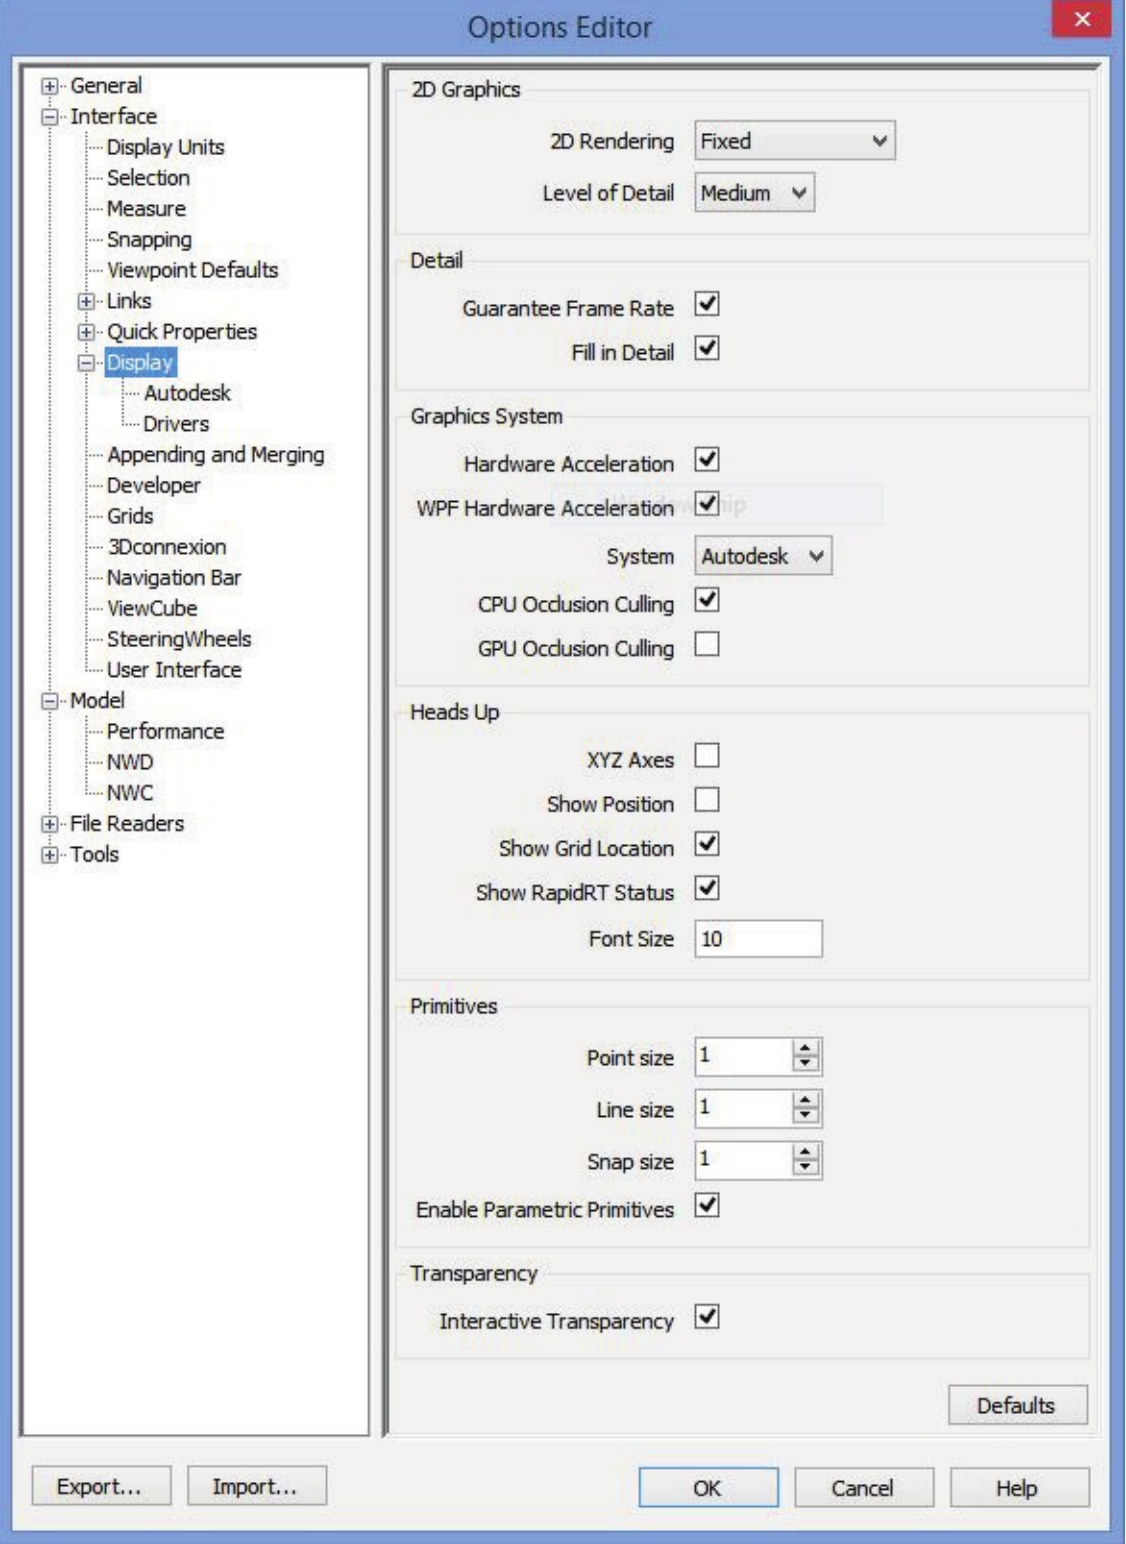 Options Editor
General
Interface
Display Units
Selection
Measure
Snapping
Viewpoint Defaults
Links
Quick Properties
Display
Autodesk
Drivers
Appending and Merging
Developer
Grids
3Dconnexion
Navigation Bar
ViewCube
SteeringWheels
User Interface
Model
Performance
NWD
NWC
File Readers
Tools
2D Graphics
2D Rendering Fixed
Level of Detail Medium
Detail
Guarantee Frame Rate
Fill in Detail
Graphics System
Hardware Acceleration
WPF Hardware Acceleration
System Autodesk
CPU Occlusion Culling
GPU Occlusion Culling
Heads Up
XYZ Axes
Show Position
Show Grid Location
Show RapidRT Status
Font Size 10
Primitives
Point size 1
Line size 1
Snap size 1
Enable Parametric Primitives
Transparency
Interactive Transparency
Defaults
Export... Import... OK Cancel Help